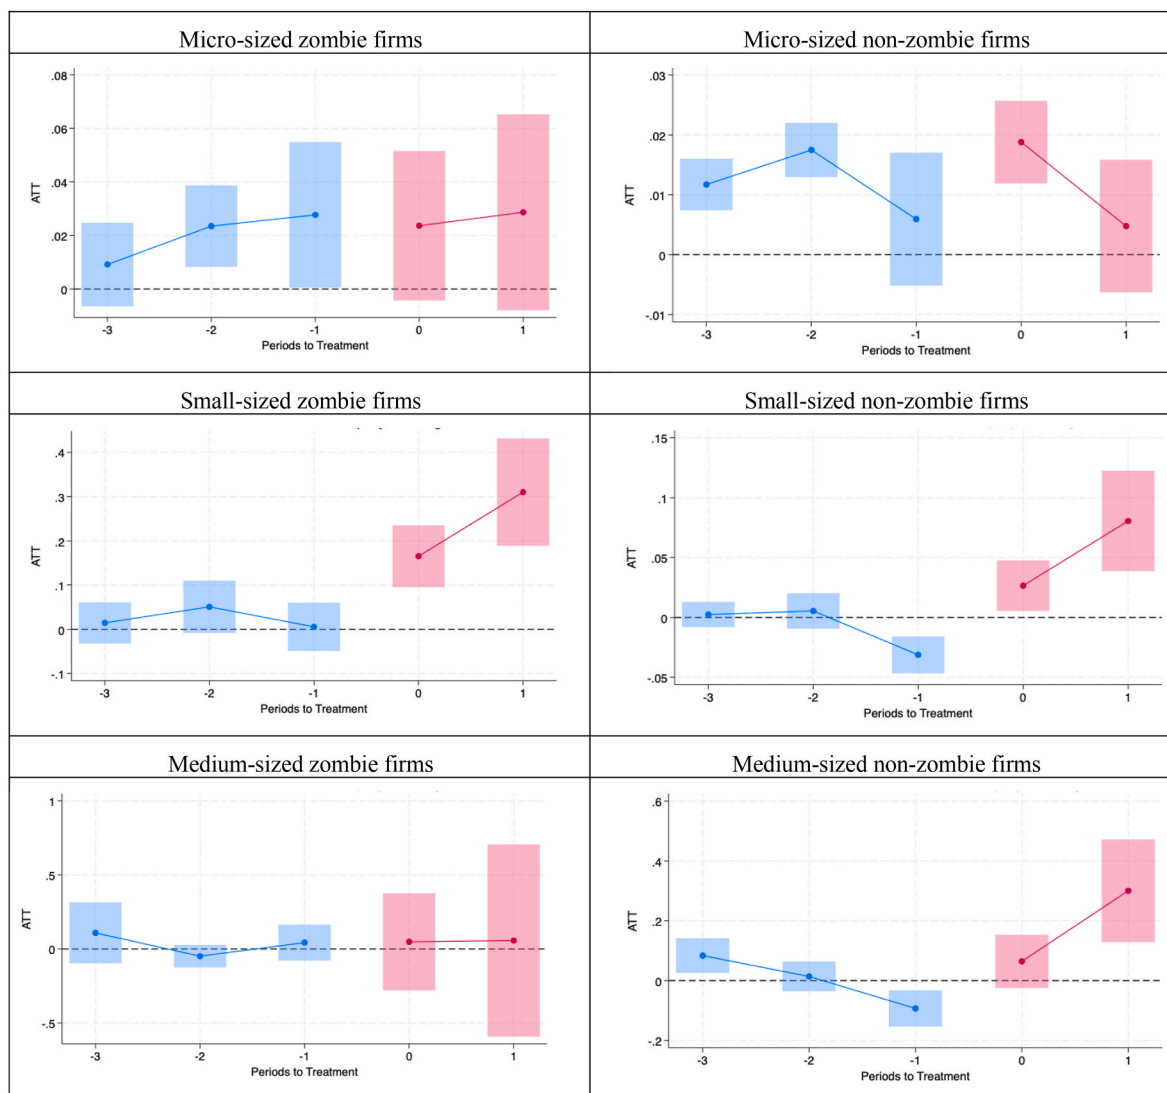 Micro-sized zombie firms
Micro-sized non-zombie firms
.08
.06
.04
.02
0
ATT
-3 -2 -1 0 1
Periods to Treatment
.03
.02
.01
0
-.01
ATT
-3 -2 -1 0 1
Periods to Treatment
Small-sized zombie firms
Small-sized non-zombie firms
.4
.3
.2
.1
0
-.1
ATT
-3 -2 -1 0 1
Periods to Treatment
.15
.1
.05
0
-.05
ATT
-3 -2 -1 0 1
Periods to Treatment
Medium-sized zombie firms
Medium-sized non-zombie firms
1
.5
0
-.5
ATT
-3 -2 -1 0 1
Periods to Treatment
.6
.4
.2
0
-.2
ATT
-3 -2 -1 0 1
Periods to Treatment